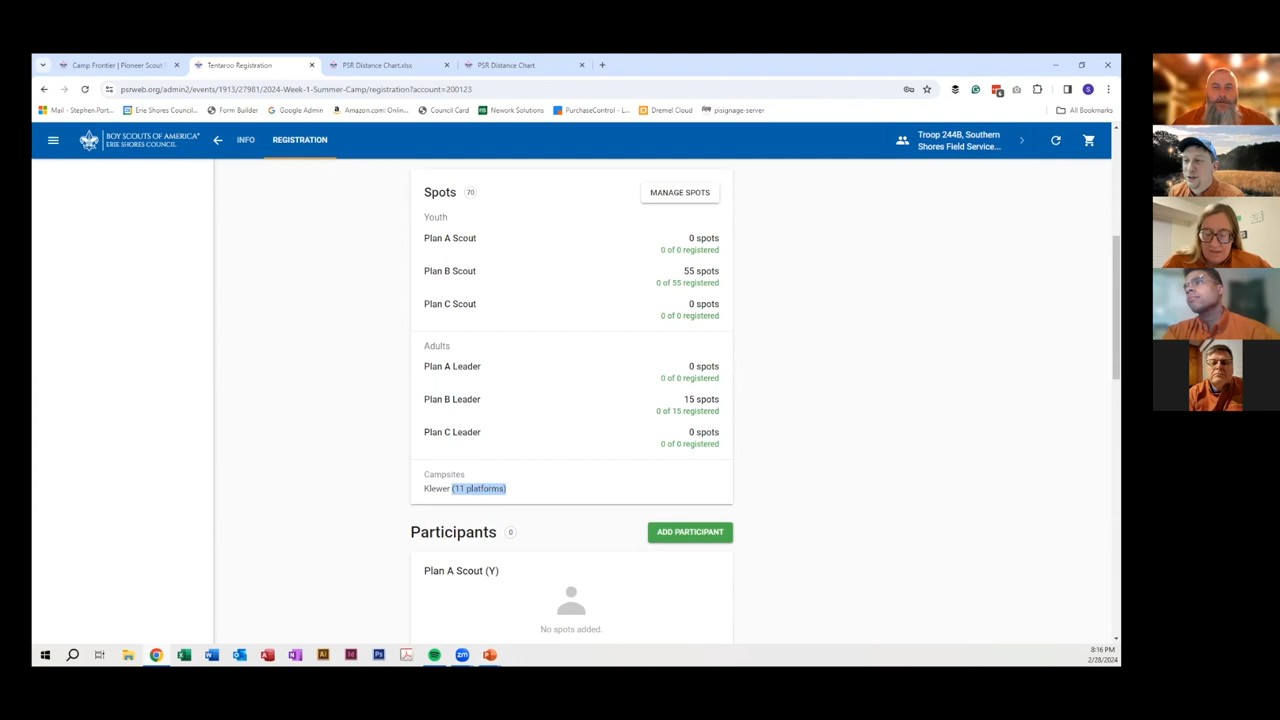 Camp Frontier | Pioneer Scout
Tentaroo Registration
PSR Distance Chart.xlsx
PSR Distance Chart
psrweb.org/admin2/events/1913/27981/2024-Week-1-Summer-Camp/registration?account=200123
Mail - Stephen.Port...
Erie Shores Council...
Form Builder
Google Admin
Amazon.com: Onlin...
Council Card
Nework Solutions
PurchaseControl - L...
Dremel Cloud
pisignage-server
All Bookmarks
BOY SCOUTS OF AMERICA
ERIE SHORES COUNCIL
INFO
REGISTRATION
Troop 244B, Southern
Shores Field Service...
Spots 70
MANAGE SPOTS
Youth
Plan A Scout 0 spots
0 of 0 registered
Plan B Scout 55 spots
0 of 55 registered
Plan C Scout 0 spots
0 of 0 registered
Adults
Plan A Leader 0 spots
0 of 0 registered
Plan B Leader 15 spots
0 of 15 registered
Plan C Leader 0 spots
0 of 0 registered
Campsites
Klewer (11 platforms)
Participants 0
ADD PARTICIPANT
Plan A Scout (Y)
No spots added.
8:16 PM
2/28/2024